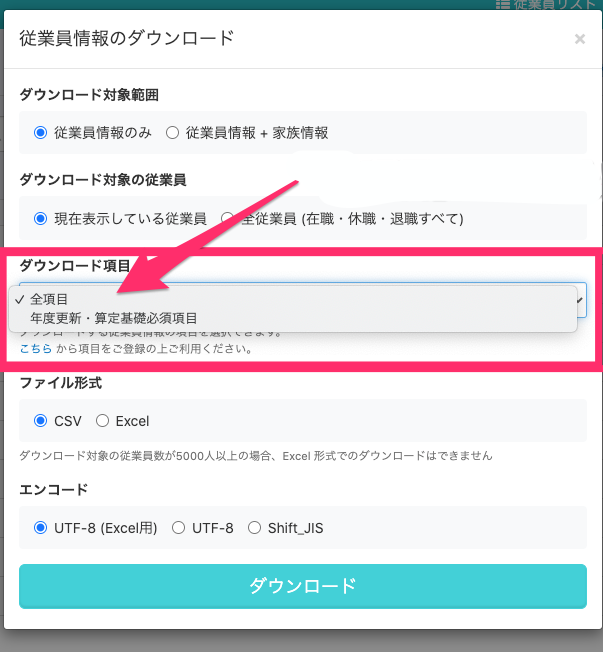 従業員リスト
従業員情報のダウンロード
×
ダウンロード対象範囲
従業員情報のみ 従業員情報 + 家族情報
ダウンロード対象の従業員
現在表示している従業員 全従業員 (在職・休職・退職すべて)
ダウンロード項目
✓ 全項目
年度更新・算定基礎必須項目
ダウンロードする従業員情報の項目を選択できます。
こちら から項目をご登録の上ご利用ください。
ファイル形式
CSV Excel
ダウンロード対象の従業員数が5000人以上の場合、Excel 形式でのダウンロードはできません
エンコード
UTF-8 (Excel用) UTF-8 Shift_JIS
ダウンロード